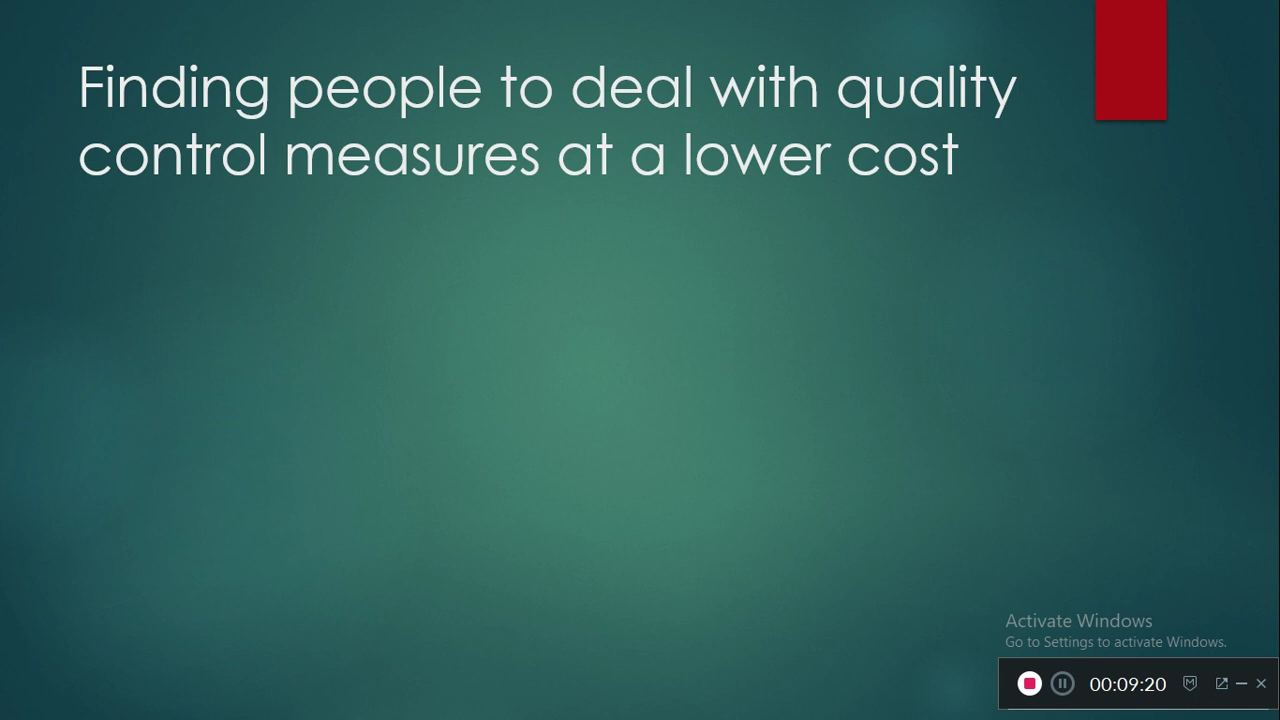 Finding people to deal with quality
control measures at a lower cost
Activate Windows
Go to Settings to activate Windows.
00:09:20